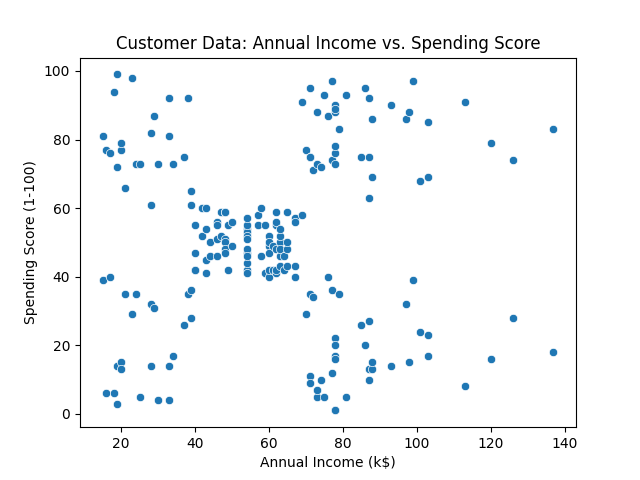 Customer Data: Annual Income vs. Spending Score
100
80
60
40
20
0
Spending Score (1-100)
20 40 60 80 100 120 140
Annual Income (k$)